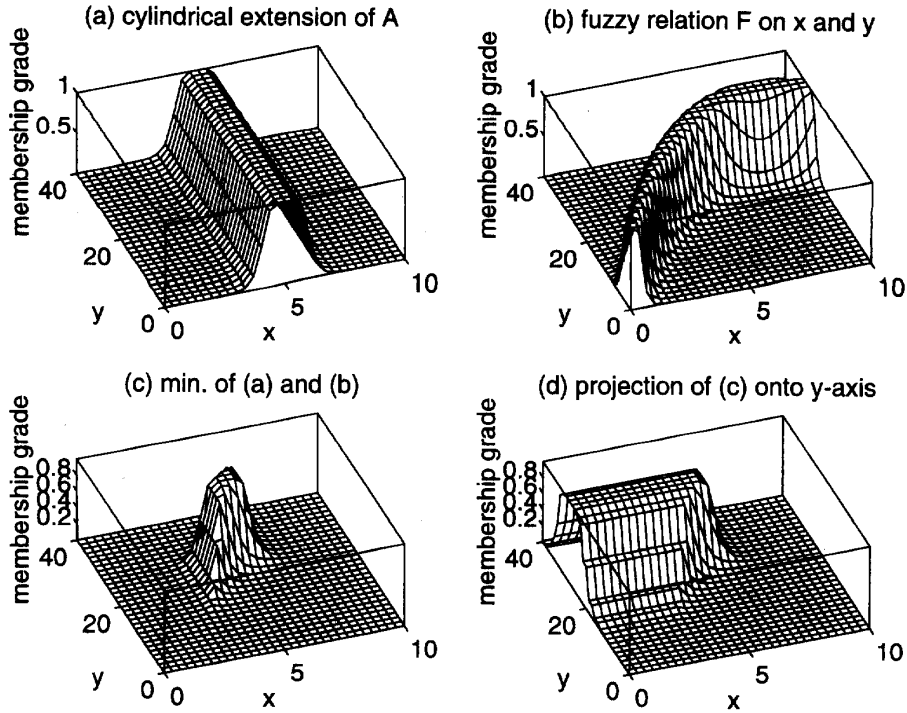 (a) cylindrical extension of A
membership grade
1
0.5
40
20
y
0
0
5
x
10
(b) fuzzy relation F on x and y
membership grade
1
0.5
40
20
y
0
0
5
x
10
(c) min. of (a) and (b)
membership grade
0.8
0.6
0.4
0.2
40
20
y
0
0
5
x
10
(d) projection of (c) onto y-axis
membership grade
0.8
0.6
0.4
0.2
40
20
y
0
0
5
x
10